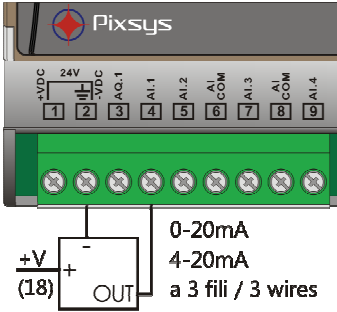 Pixsys
+VDC 24V -VDC AQ.1 AI.1 AI.2 AI COM AI.3 AI COM AI.4
1 2 3 4 5 6 7 8 9
0-20mA
4-20mA
a 3 fili / 3 wires
+V
(18)
+
-
OUT